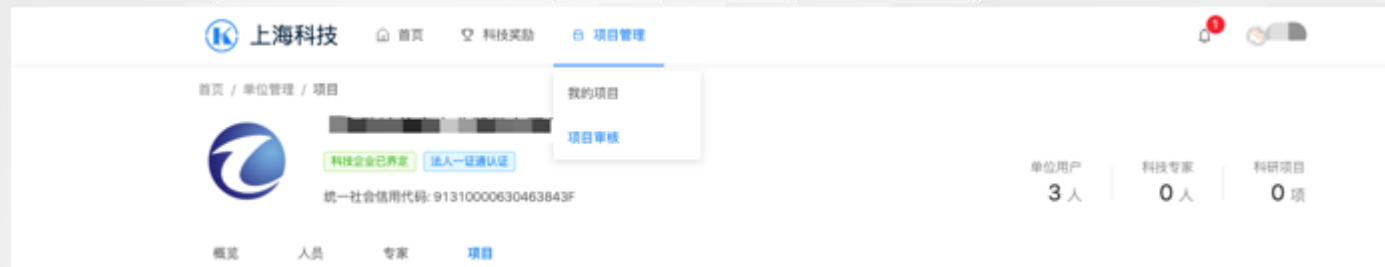 上海科技 首页 科技奖励 项目管理 1
首页 / 单位管理 / 项目
我的项目
项目审核
科技企业已界定 法人一证通认证
统一社会信用代码: 91310000630463843F
单位用户 科技专家 科研项目
3 人 0 人 0 项
概览 人员 专家 项目